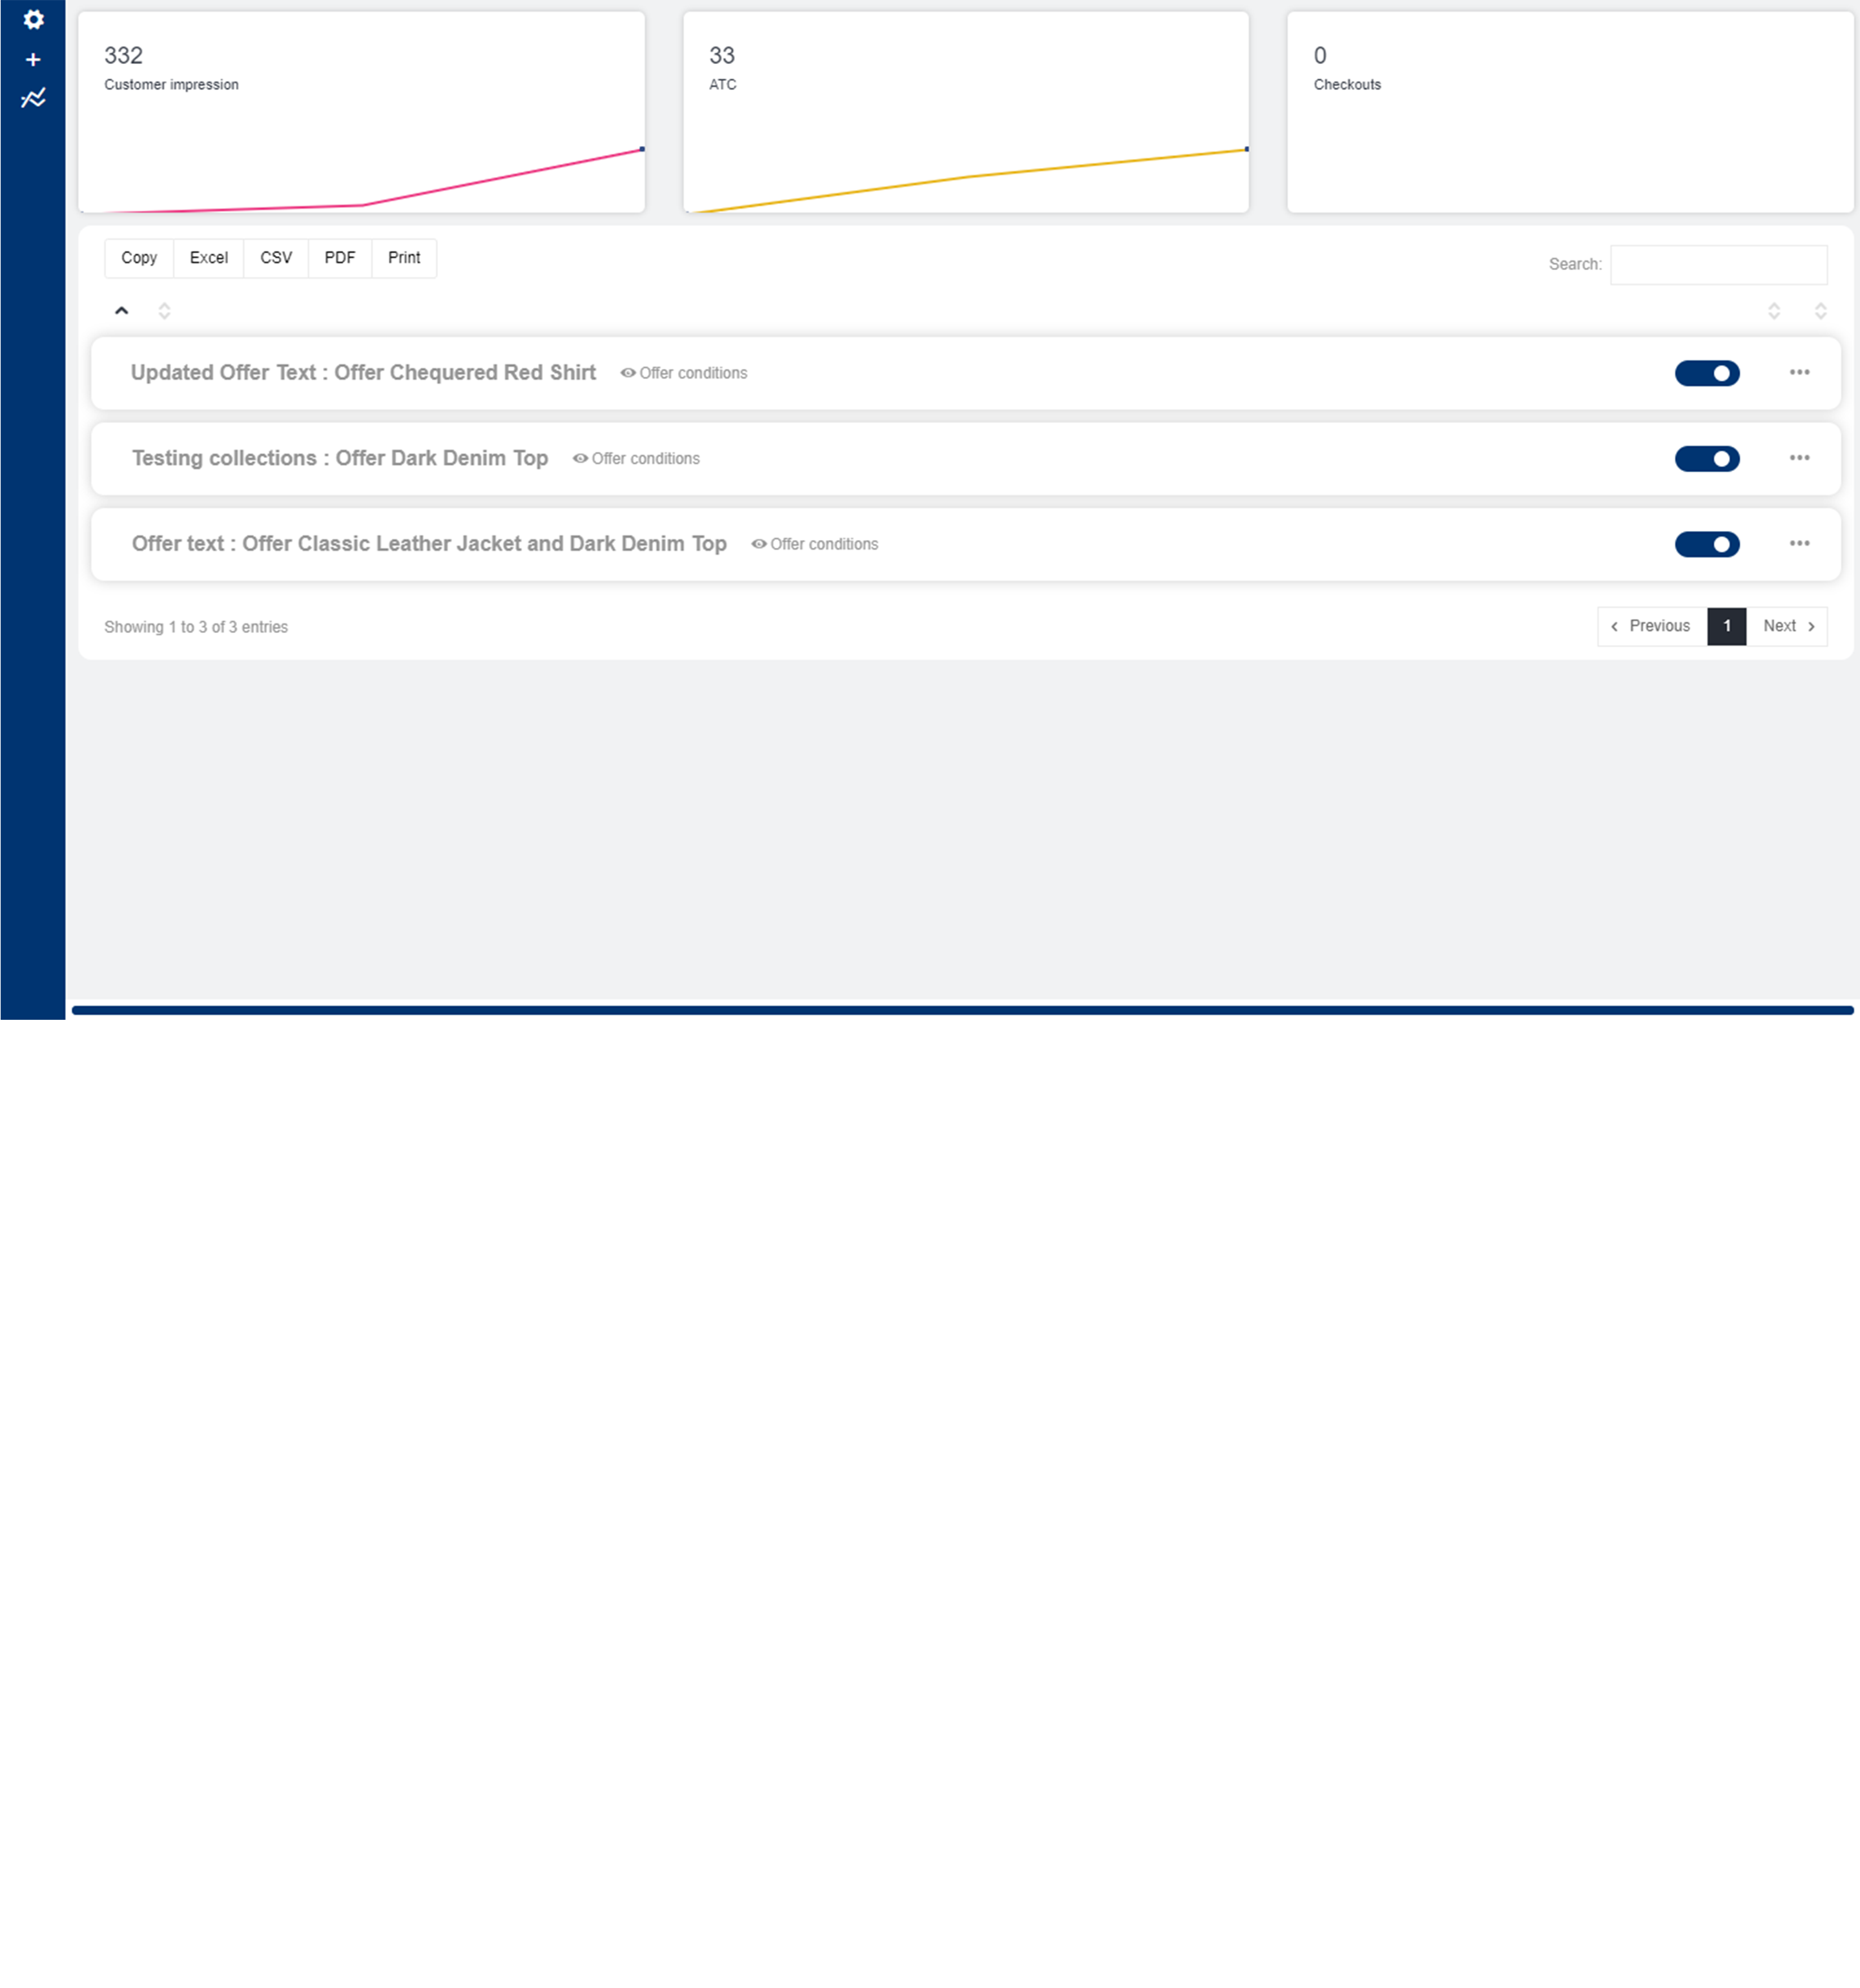 332
Customer impression
33
ATC
0
Checkouts
Copy Excel CSV PDF Print
Search:
Updated Offer Text : Offer Chequered Red Shirt Offer conditions
Testing collections : Offer Dark Denim Top Offer conditions
Offer text : Offer Classic Leather Jacket and Dark Denim Top Offer conditions
Showing 1 to 3 of 3 entries
Previous 1 Next